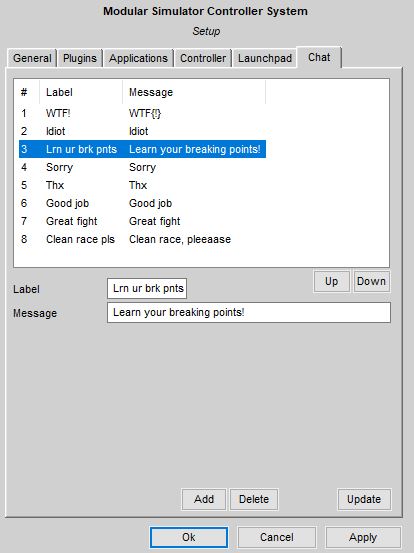 Modular Simulator Controller System
Setup
General Plugins Applications Controller Launchpad Chat
# Label Message
1 WTF! WTF{!}
2 Idiot Idiot
3 Lrn ur brk pnts Learn your breaking points!
4 Sorry Sorry
5 Thx Thx
6 Good job Good job
7 Great fight Great fight
8 Clean race pls Clean race, pleeaase
Up Down
Label Lrn ur brk pnts
Message Learn your breaking points!
Add Delete Update
Ok Cancel Apply